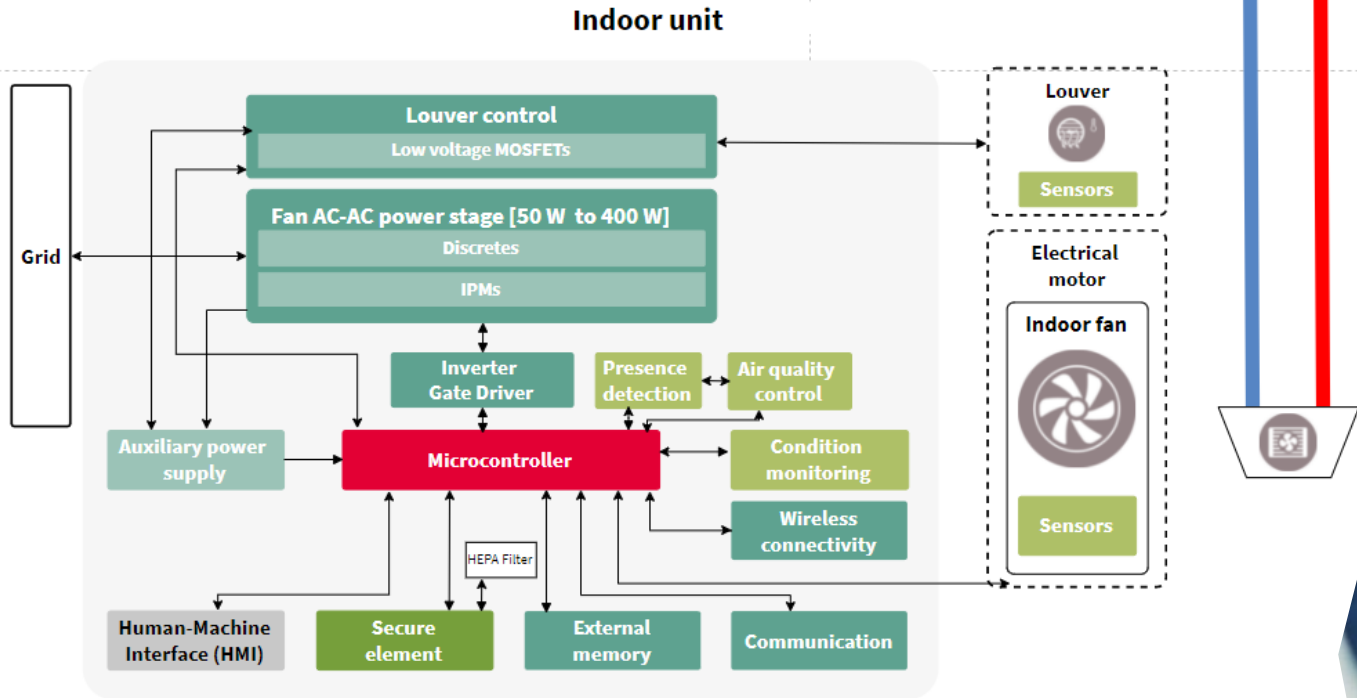 Indoor unit
Grid
Louver control
Low voltage MOSFETs
Fan AC-AC power stage [50 W to 400 W]
Discretes
IPMs
Louver
Sensors
Electrical
motor
Indoor fan
Sensors
Inverter
Gate Driver
Presence
detection
Air quality
control
Auxiliary power
supply
Microcontroller
Condition
monitoring
Wireless
connectivity
HEPA Filter
Human-Machine
Interface (HMI)
Secure
element
External
memory
Communication